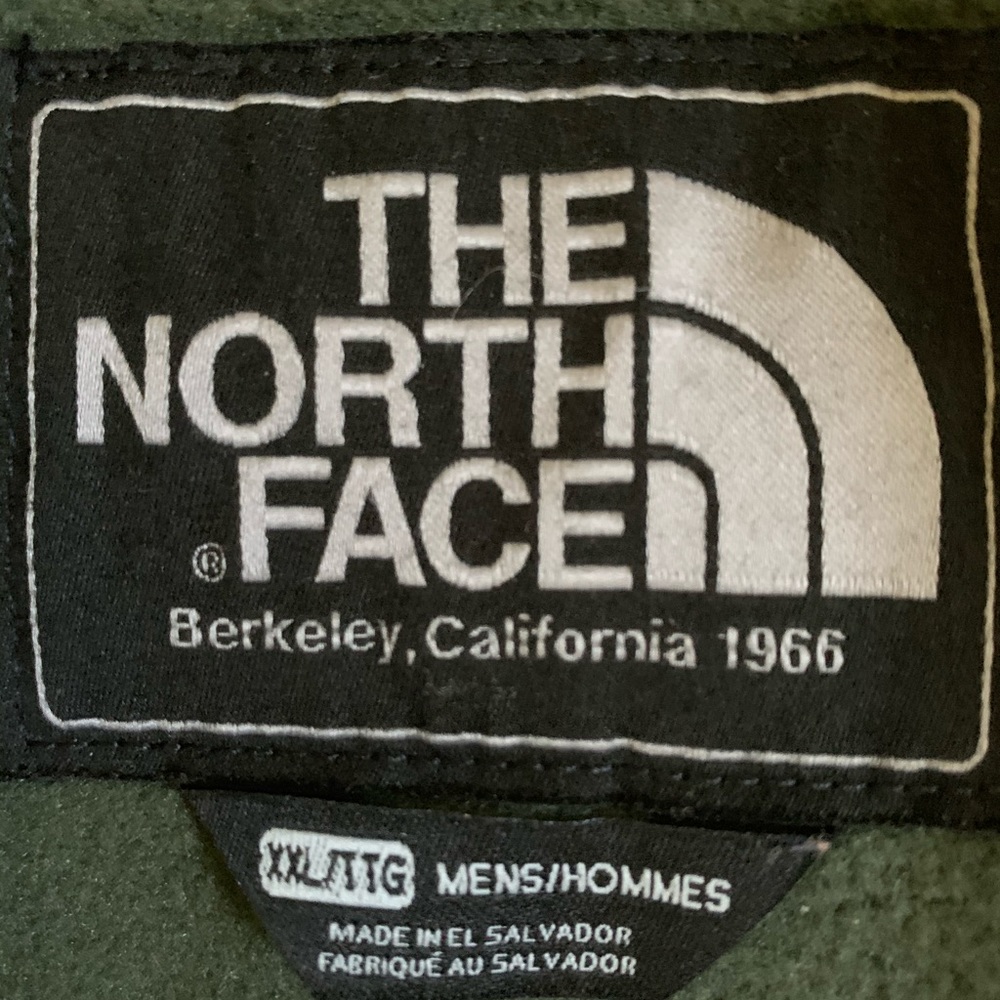 THE
NORTH
®FACE
Berkeley, California 1966
XXL/TTG MENS/HOMMES
MADE IN EL SALVADOR
FABRIQUÉ AU SALVADOR